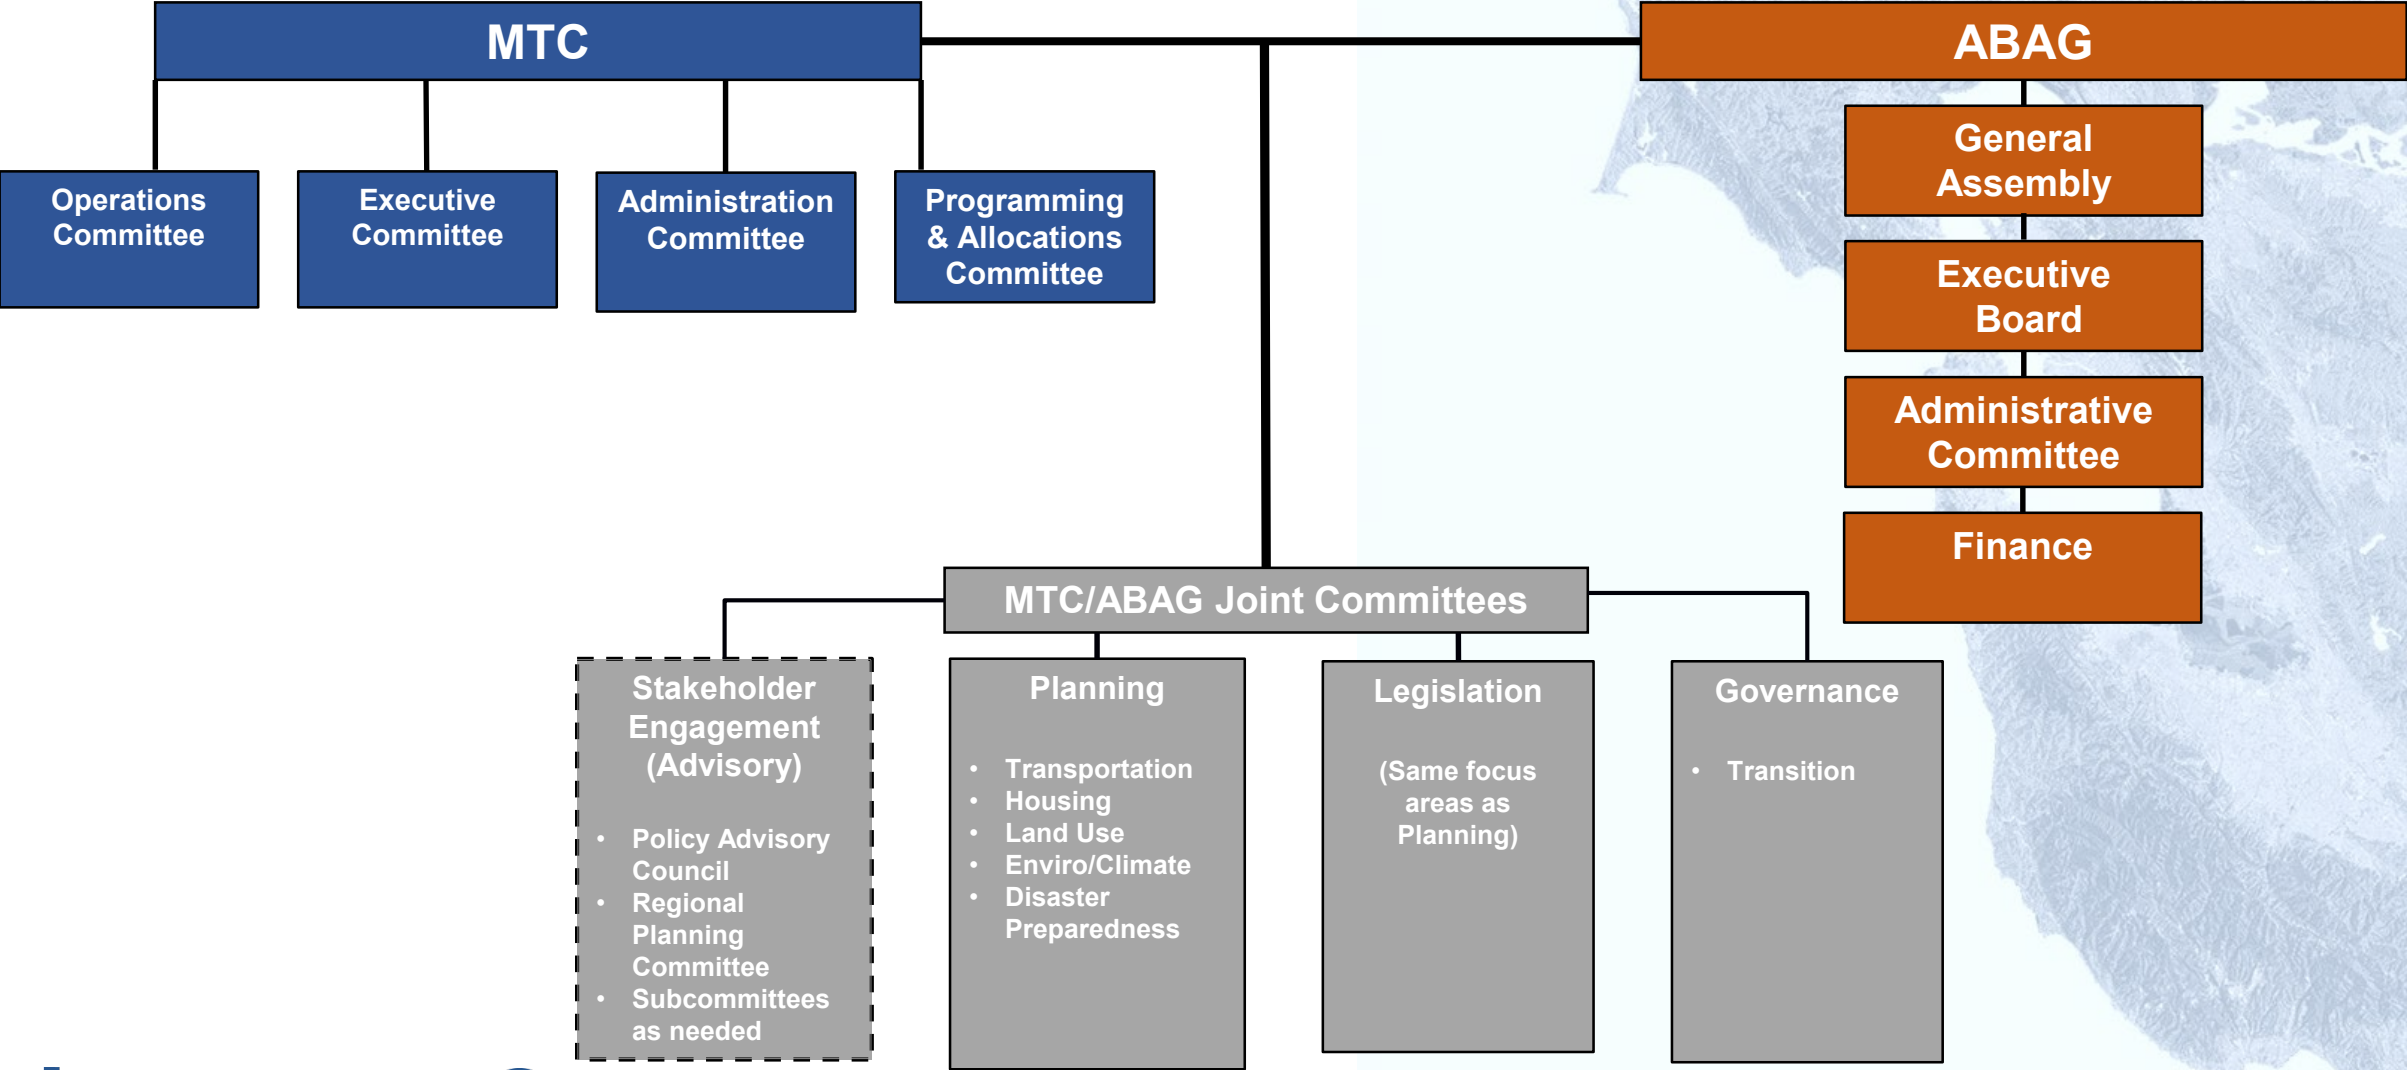 MTC
ABAG
Operations
Committee
Executive
Committee
Administration
Committee
Programming
& Allocations
Committee
General
Assembly
Executive
Board
Administrative
Committee
Finance
MTC/ABAG Joint Committees
Stakeholder
Engagement
(Advisory)
• Policy Advisory
Council
• Regional
Planning
Committee
• Subcommittees
as needed
Planning
• Transportation
• Housing
• Land Use
• Enviro/Climate
• Disaster
Preparedness
Legislation
(Same focus
areas as
Planning)
Governance
• Transition